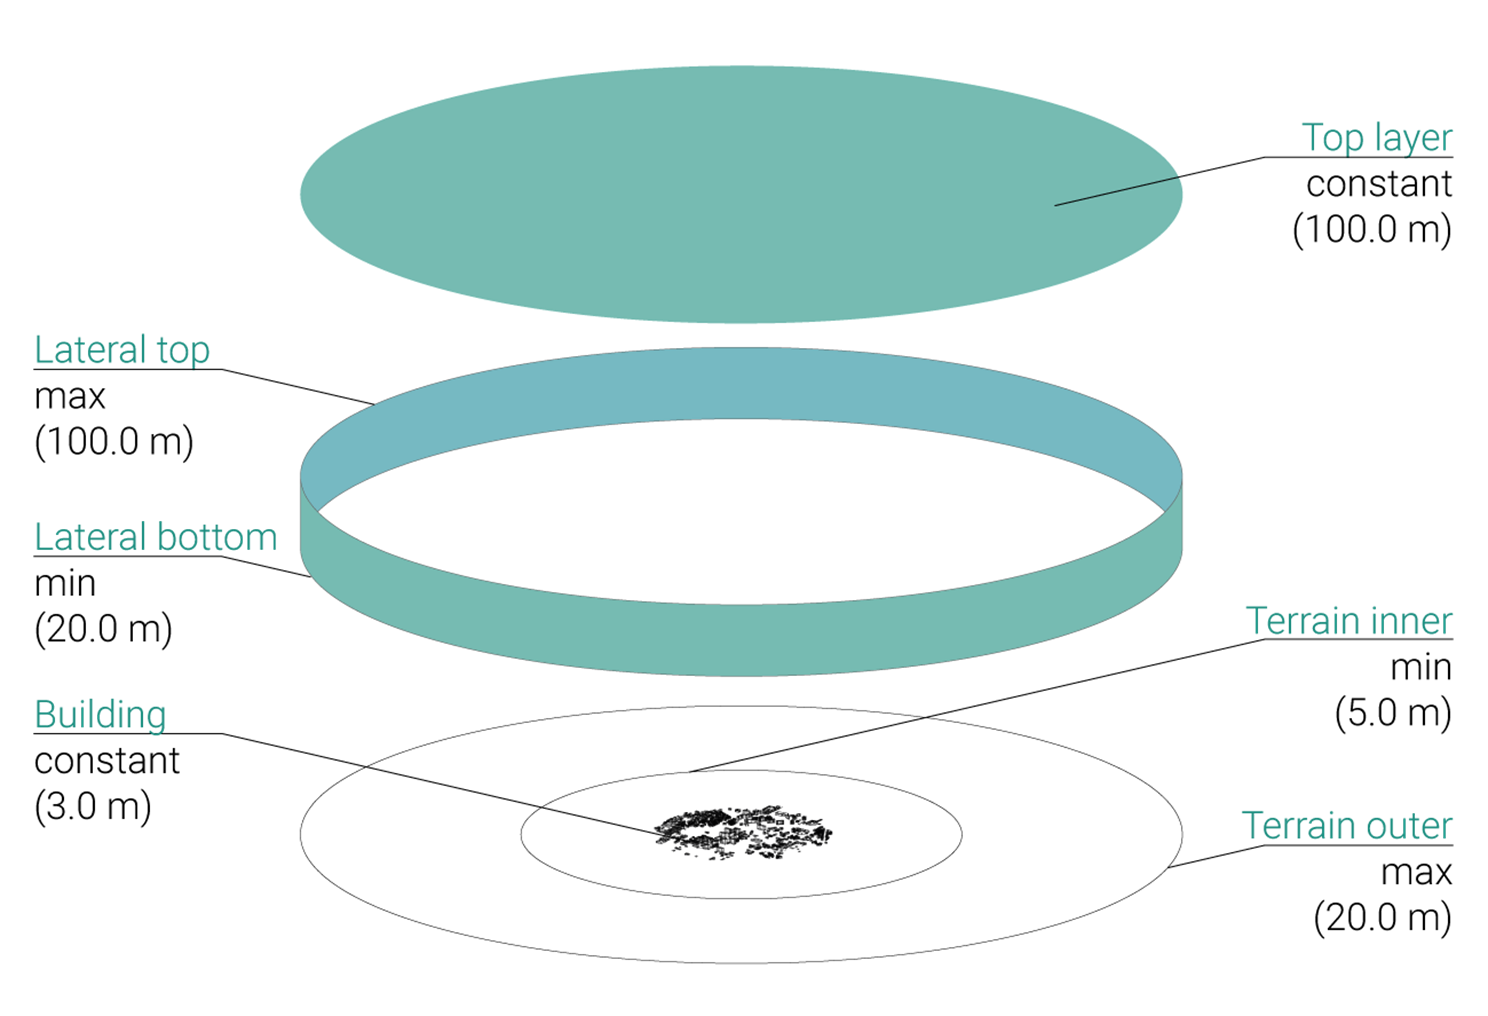 Top layer
constant
(100.0 m)
Lateral top
max
(100.0 m)
Lateral bottom
min
(20.0 m)
Terrain inner
min
(5.0 m)
Building
constant
(3.0 m)
Terrain outer
max
(20.0 m)